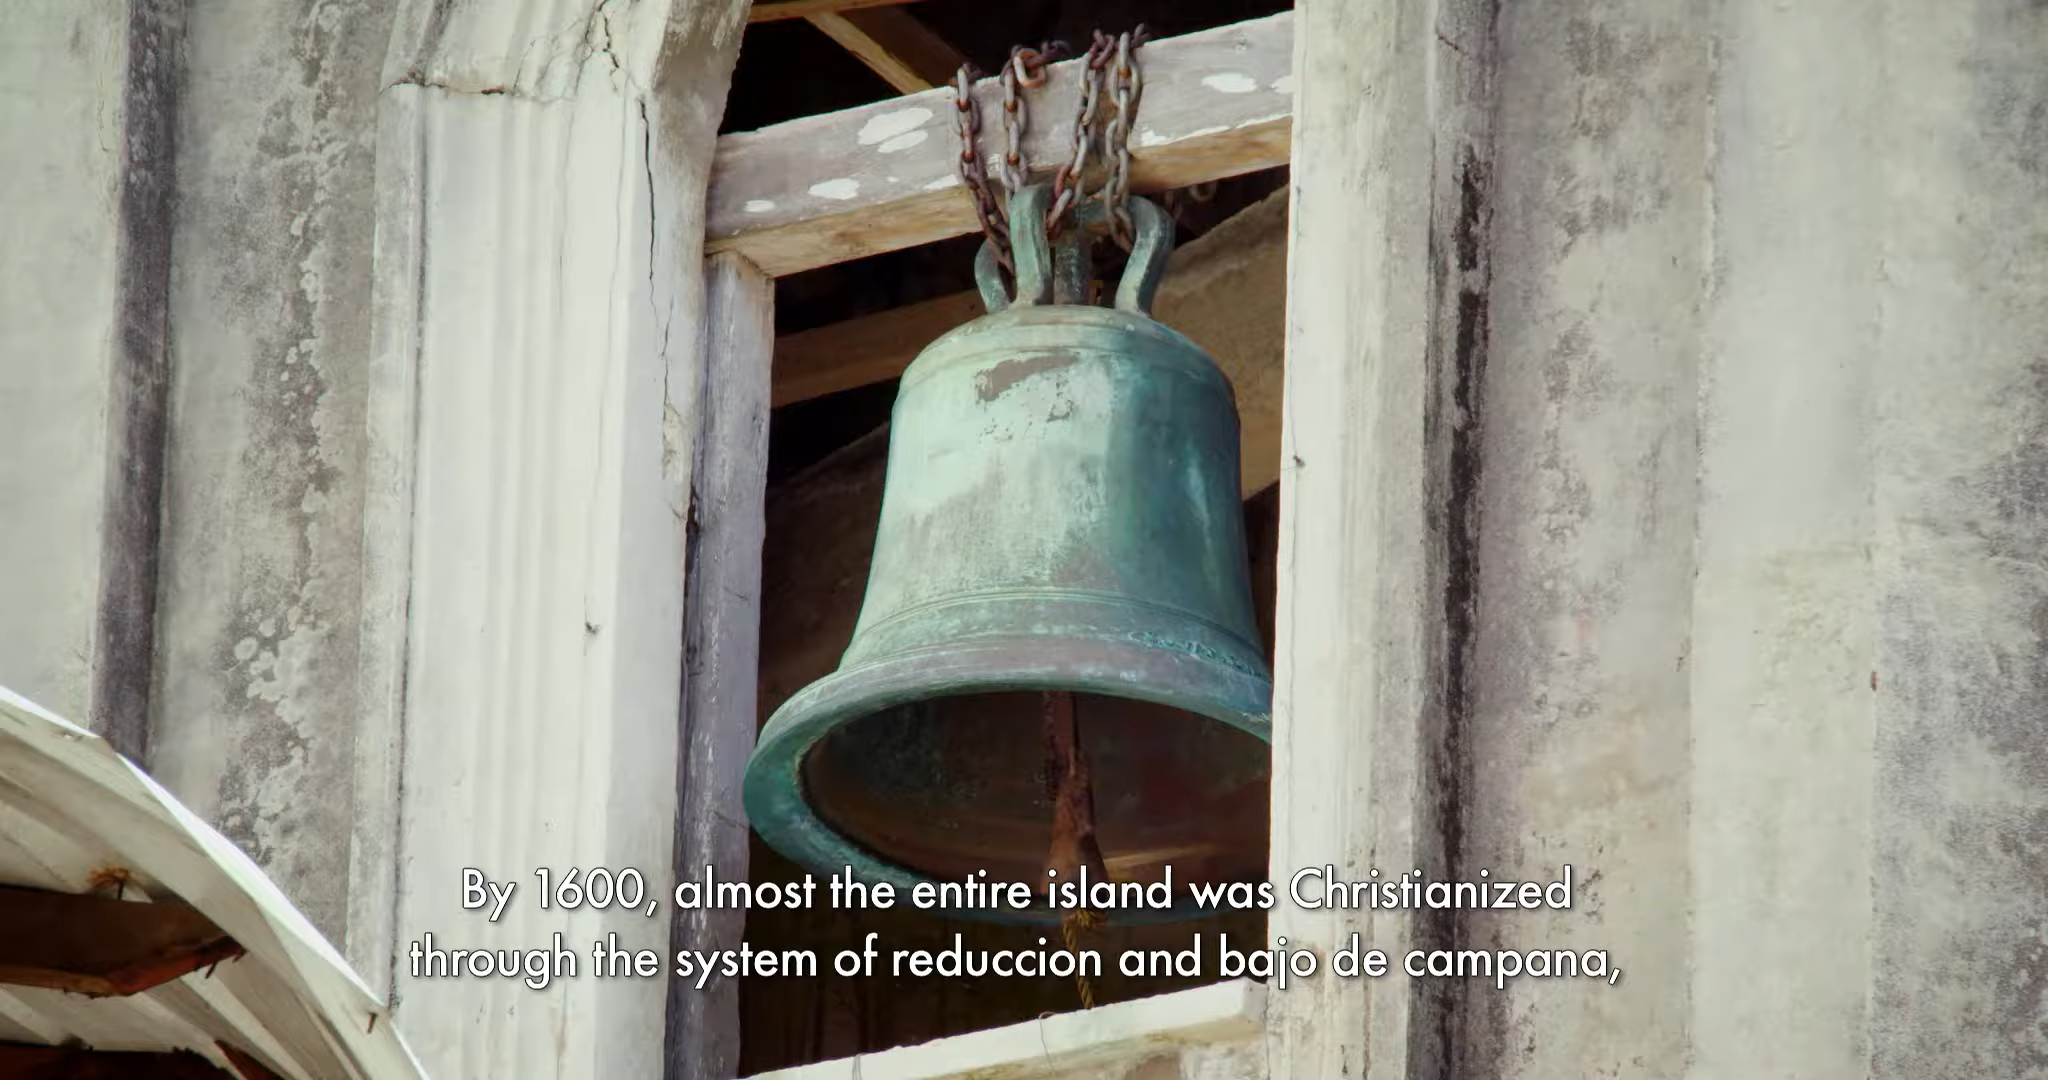 By 1600, almost the entire island was Christianized
through the system of reduccion and bajo de campana,